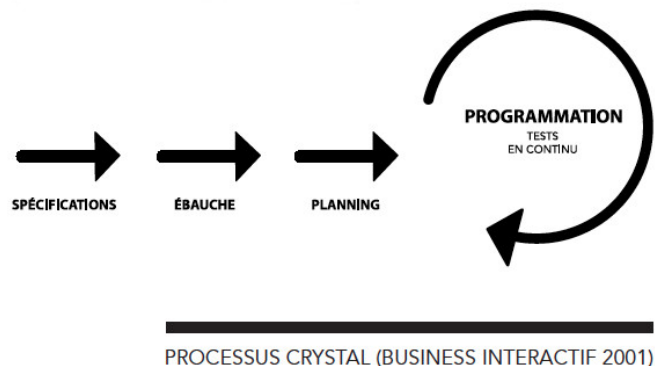 PROGRAMMATION
TESTS
EN CONTINU
SPÉCIFICATIONS
ÉBAUCHE
PLANNING
PROCESSUS CRYSTAL (BUSINESS INTERACTIF 2001)